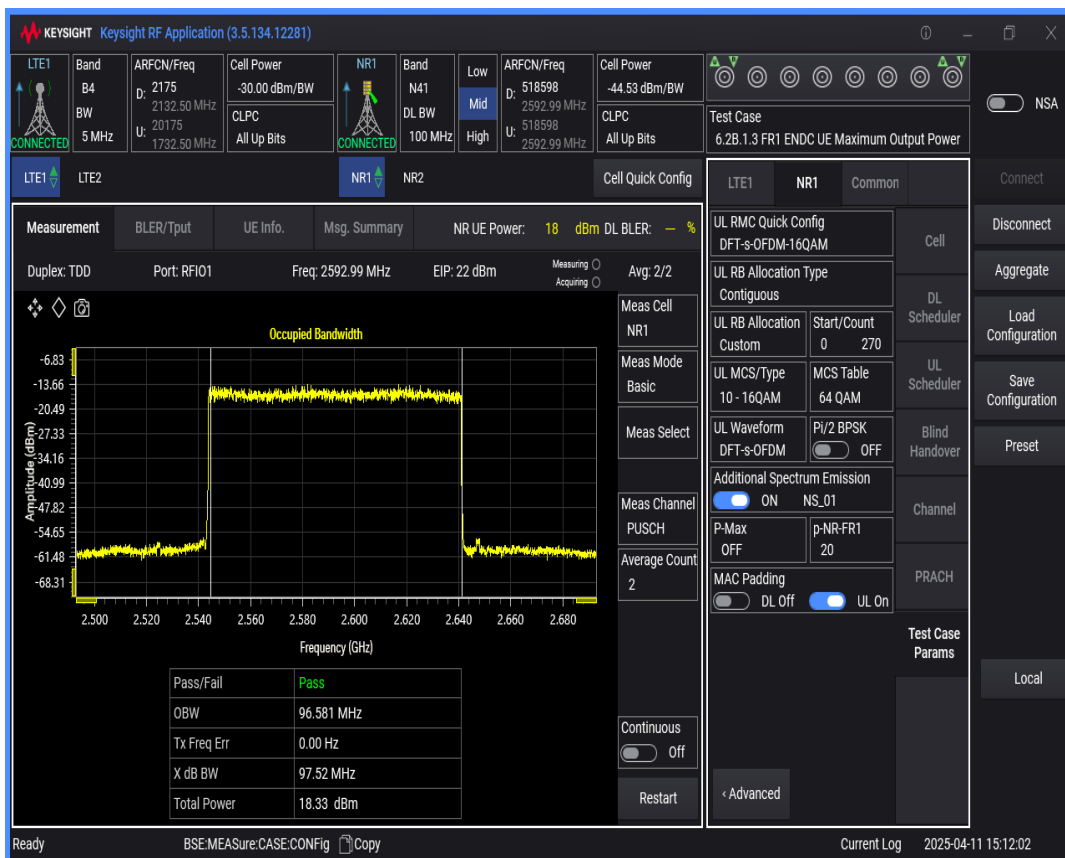 KEYSIGHT Keysight RF Application (3.5.134.12281)
LTE1 Band ARFCN/Freq Cell Power NR1 Band Low ARFCN/Freq Cell Power
B4 D: 2175 -30.00 dBm/BW N41 D: 518598 -44.53 dBm/BW
BW 2132.50 MHz CLPC DL BW Mid 2592.99 MHz CLPC
CONNECTED 5 MHz U: 20175 All Up Bits CONNECTED 100 MHz High U: 518598 All Up Bits
1732.50 MHz 2592.99 MHz
Test Case
6.2B.1.3 FR1 ENDC UE Maximum Output Power
NSA
LTE1 LTE2 NR1 NR2 Cell Quick Config
Measurement BLER/Tput UE Info. Msg. Summary NR UE Power: 18 dBm DL BLER: — %
Duplex: TDD Port: RFIO1 Freq: 2592.99 MHz EIP: 22 dBm Measuring Avg: 2/2
Acquiring
Occupied Bandwidth
Amplitude (dBm)
-6.83
-13.66
-20.49
-27.33
-34.16
-40.99
-47.82
-54.65
-61.48
-68.31
2.500 2.520 2.540 2.560 2.580 2.600 2.620 2.640 2.660 2.680
Frequency (GHz)
Pass/Fail Pass
OBW 96.581 MHz
Tx Freq Err 0.00 Hz
X dB BW 97.52 MHz
Total Power 18.33 dBm
Meas Cell
NR1
Meas Mode
Basic
Meas Select
Meas Channel
PUSCH
Average Count
2
Continuous
Off
Restart
LTE1 NR1 Common
UL RMC Quick Config
DFT-s-OFDM-16QAM
UL RB Allocation Type
Contiguous
UL RB Allocation Start/Count
Custom 0 270
UL MCS/Type MCS Table
10 - 16QAM 64 QAM
UL Waveform Pi/2 BPSK
DFT-s-OFDM OFF
Additional Spectrum Emission
ON NS_01
P-Max p-NR-FR1
OFF 20
MAC Padding
DL Off UL On
‹ Advanced
Cell
DL
Scheduler
UL
Scheduler
Blind
Handover
Channel
PRACH
Test Case
Params
Connect
Disconnect
Aggregate
Load
Configuration
Save
Configuration
Preset
Local
Ready BSE:MEASure:CASE:CONFig Copy Current Log 2025-04-11 15:12:02